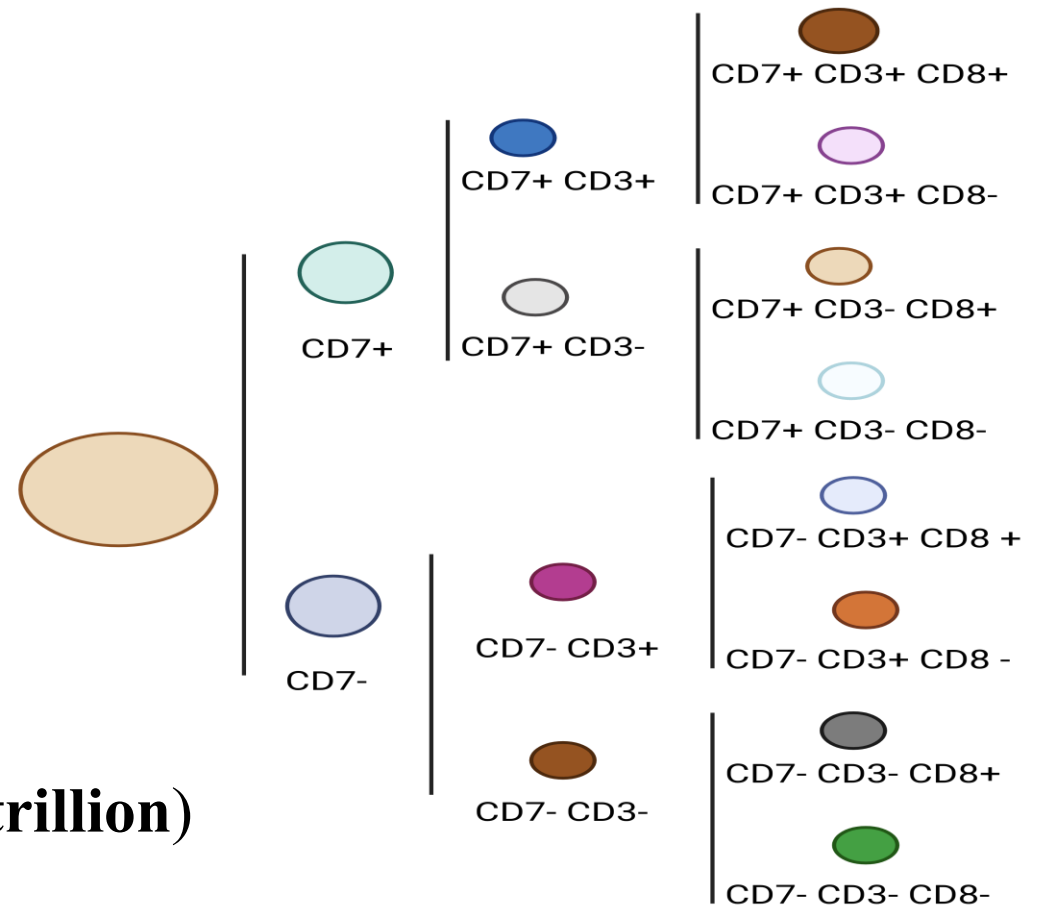 CD7+ CD3+ CD8+
CD7+ CD3+
CD7+ CD3+ CD8-
CD7+ CD3- CD8+
CD7+
CD7+ CD3-
CD7+ CD3- CD8-
CD7- CD3+ CD8 +
CD7- CD3+
CD7- CD3+ CD8 -
CD7-
CD7- CD3- CD8+
CD7- CD3-
rillion)
CD7- CD3- CD8-